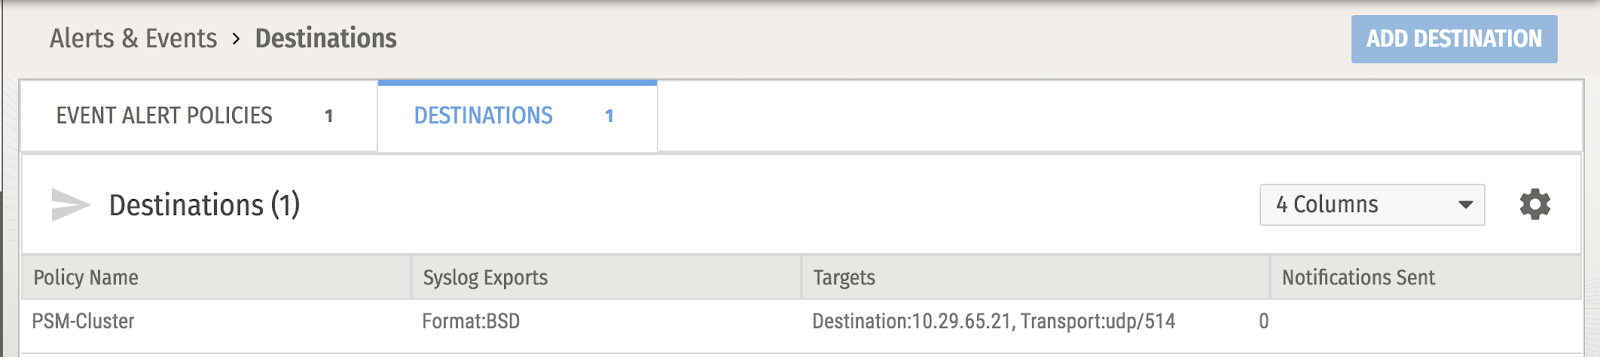 Alerts & Events > Destinations
ADD DESTINATION
EVENT ALERT POLICIES 1 DESTINATIONS 1
Destinations (1)
4 Columns
Policy Name Syslog Exports Targets Notifications Sent
PSM-Cluster Format:BSD Destination:10.29.65.21, Transport:udp/514 0